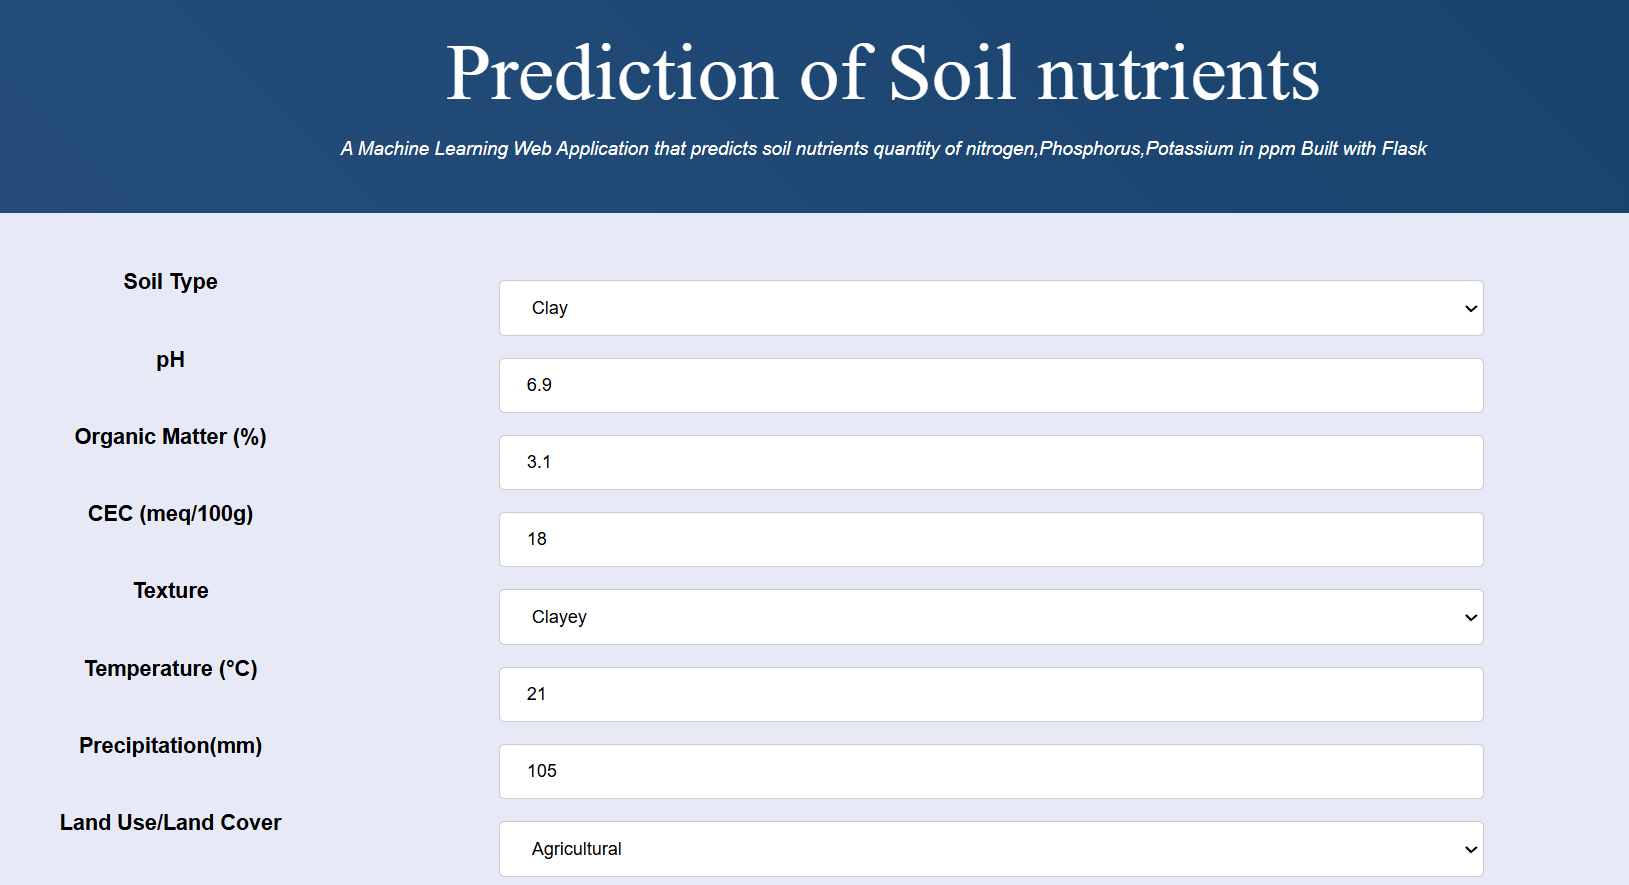 Prediction of Soil nutrients
A Machine Learning Web Application that predicts soil nutrients quantity of nitrogen,Phosphorus,Potassium in ppm Built with Flask
Soil Type
Clay
pH
6.9
Organic Matter (%)
3.1
CEC (meq/100g)
18
Texture
Clayey
Temperature (°C)
21
Precipitation(mm)
105
Land Use/Land Cover
Agricultural